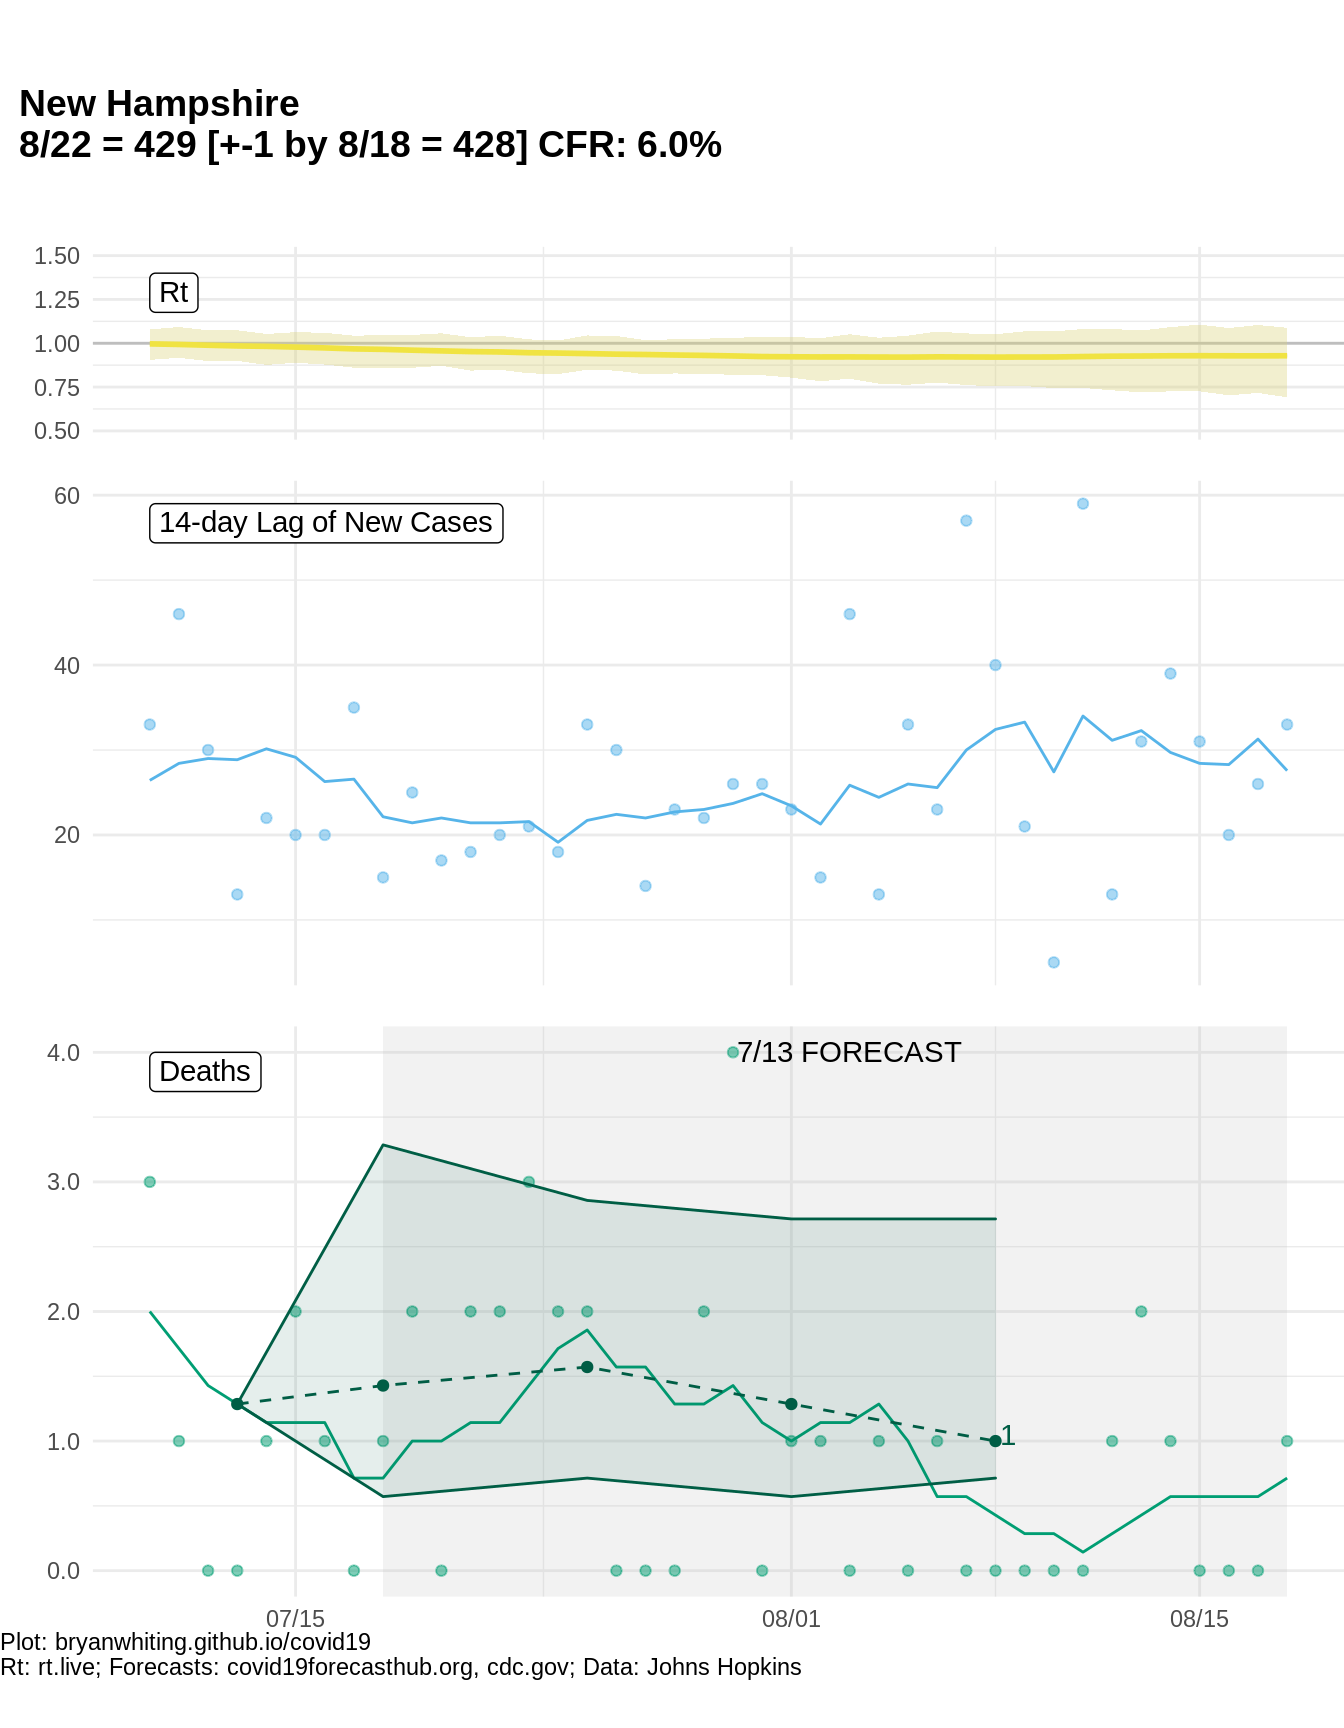 New Hampshire
8/22 = 429 [+-1 by 8/18 = 428] CFR: 6.0%
1.50
Rt
1.25
1.00
0.75
0.50
60
14-day Lag of New Cases
40
20
4.0
7/13 FORECAST
Deaths
3.0
2.0
1.0
1
0.0
07/15 08/01 08/15
Plot: bryanwhiting.github.io/covid19
Rt: rt.live; Forecasts: covid19forecasthub.org, cdc.gov; Data: Johns Hopkins